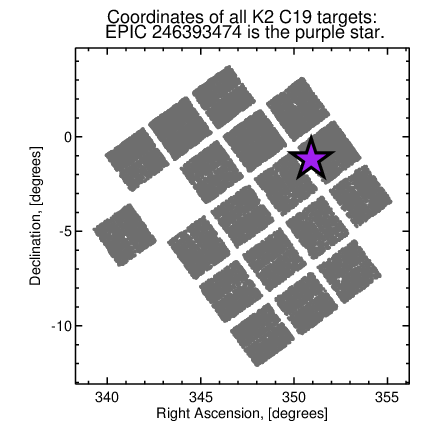 Coordinates of all K2 C19 targets:
EPIC 246393474 is the purple star.
0
-5
-10
Declination, [degrees]
340
345
350
355
Right Ascension, [degrees]